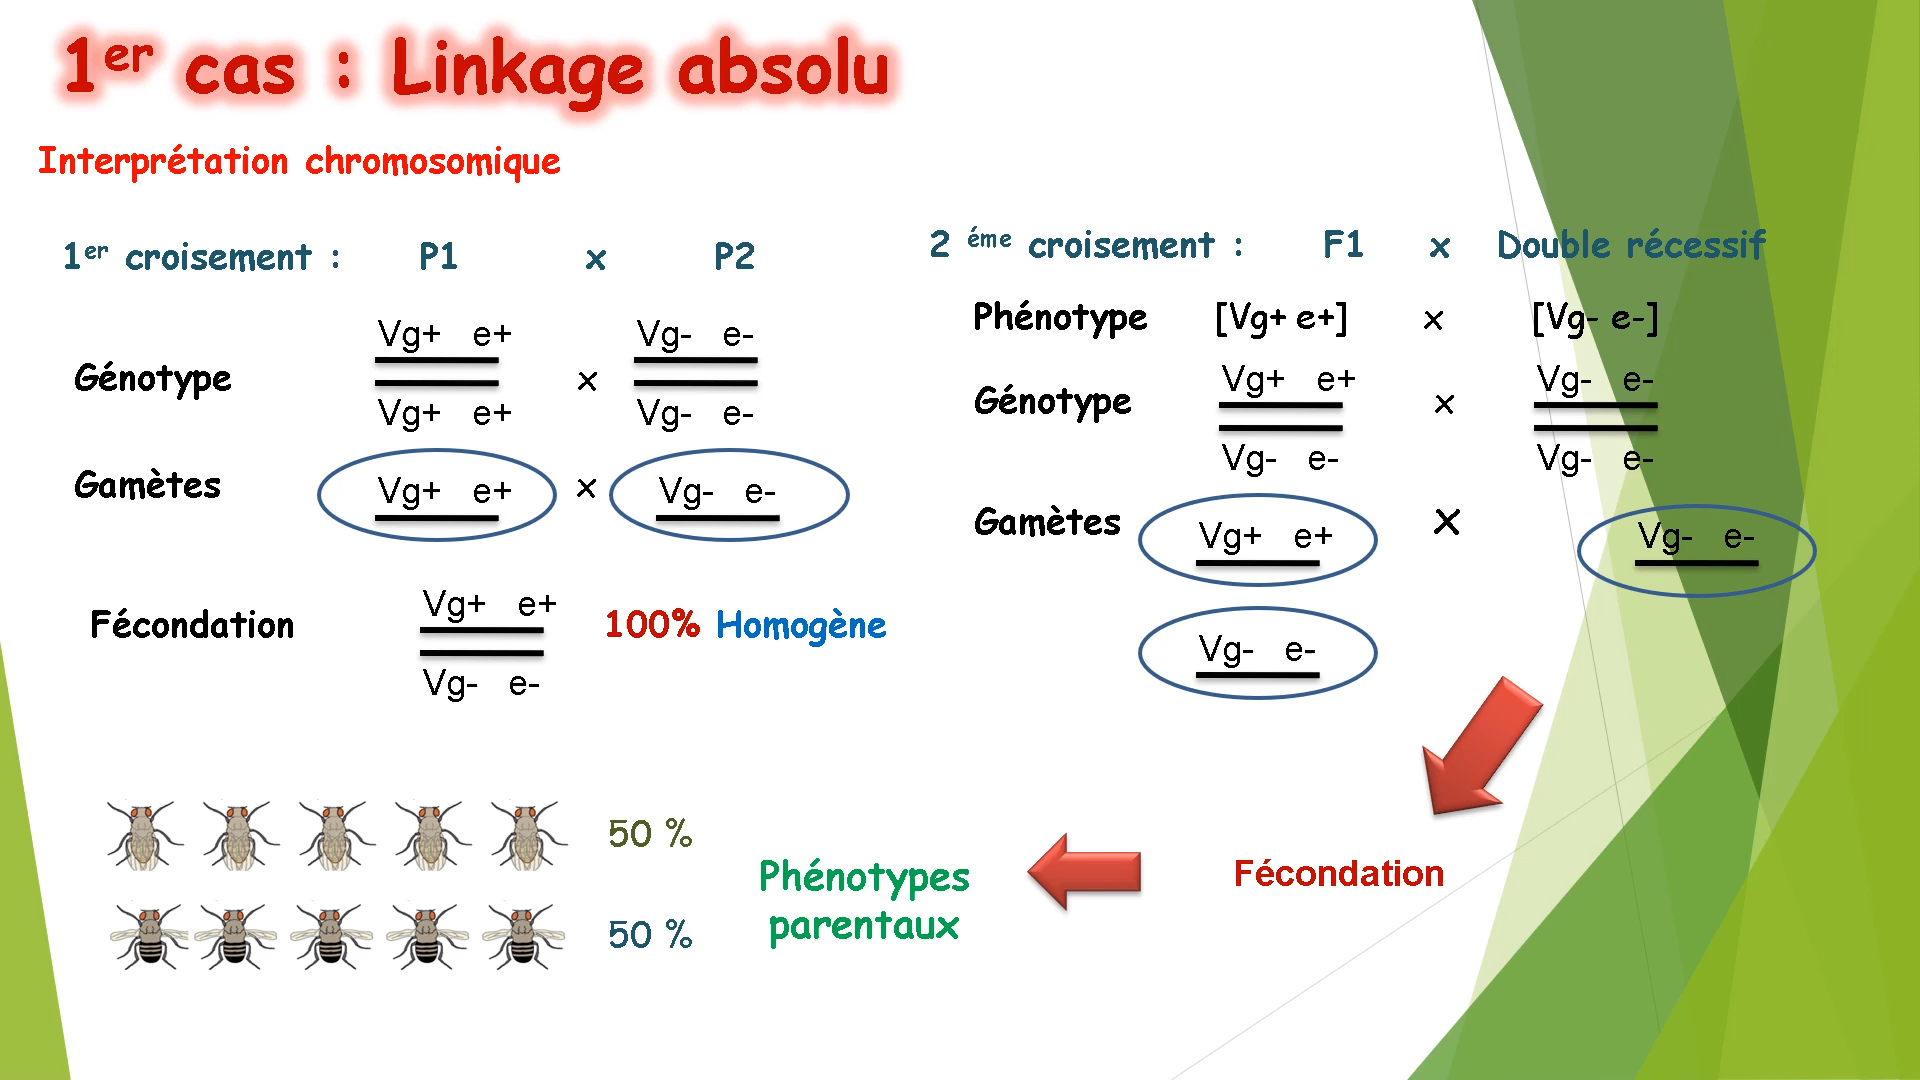 1er cas : Linkage absolu
Interprétation chromosomique
1er croisement : P1 x P2
Vg+ e+ Vg- e-
Génotype x
Vg+ e+ Vg- e-
Gamètes Vg+ e+ x Vg- e-
Vg+ e+
Fécondation 100% Homogène
Vg- e-
2 éme croisement : F1 x Double récessif
Phénotype [Vg+ e+] x [Vg- e-]
Vg+ e+ Vg- e-
Génotype x
Vg- e- Vg- e-
Gamètes Vg+ e+ x Vg- e-
Vg- e-
Fécondation
50 %
50 %
Phénotypes
parentaux